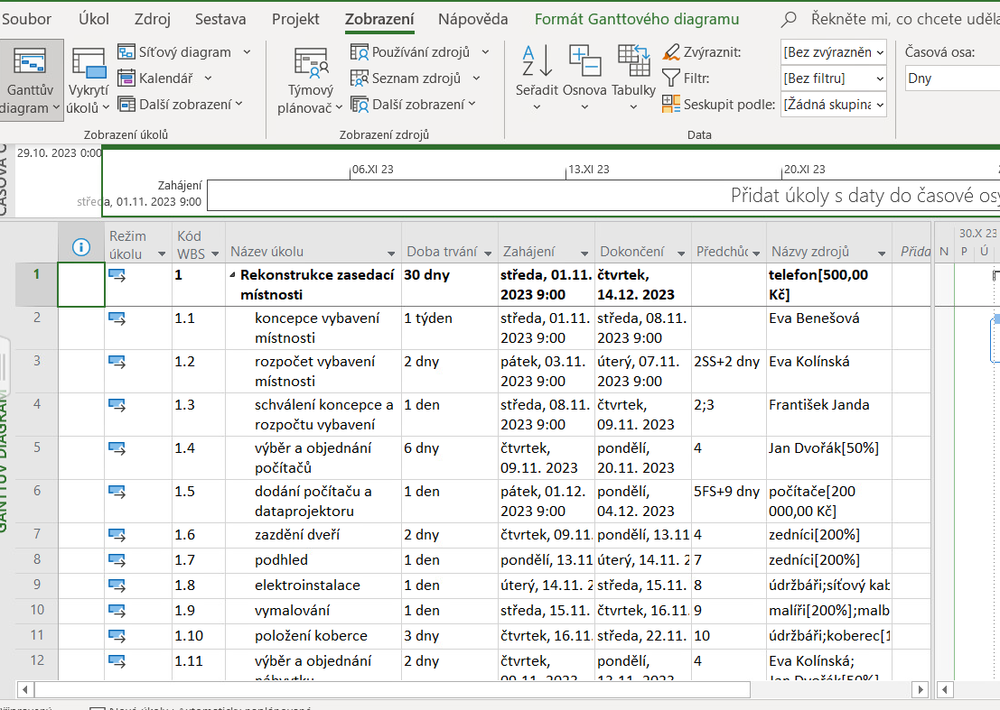 Soubor Úkol Zdroj Sestava Projekt Zobrazení Nápověda Formát Ganttového diagramu Řekněte mi, co chcete uděla
Ganttův diagram
Vykrytí úkolů
Síťový diagram
Kalendář
Další zobrazení
Zobrazení úkolů
Týmový plánovač
Používání zdrojů
Seznam zdrojů
Další zobrazení
Zobrazení zdrojů
Seřadit Osnova Tabulky
Zvýraznit: [Bez zvýrazněn
Filtr: [Bez filtru]
Seskupit podle: [Žádná skupina
Data
Časová osa:
Dny
29.10. 2023 0:00
06.XI 23 13.XI 23 20.XI 23
Zahájení
středa, 01.11. 2023 9:00
Přidat úkoly s daty do časové osy
GANTTŮV DIAGRAM
Režim úkolu Kód WBS Název úkolu Doba trvání Zahájení Dokončení Předchů Názvy zdrojů Přida
30.X 23
N P Ú
1 1 Rekonstrukce zasedací místnosti 30 dny středa, 01.11. 2023 9:00 čtvrtek, 14.12. 2023 telefon[500,00 Kč]
2 1.1 koncepce vybavení místnosti 1 týden středa, 01.11. 2023 9:00 středa, 08.11. 2023 9:00 Eva Benešová
3 1.2 rozpočet vybavení místnosti 2 dny pátek, 03.11. 2023 9:00 úterý, 07.11. 2023 9:00 2SS+2 dny Eva Kolínská
4 1.3 schválení koncepce a rozpočtu vybavení 1 den středa, 08.11. 2023 9:00 čtvrtek, 09.11. 2023 2;3 František Janda
5 1.4 výběr a objednání počítačů 6 dny čtvrtek, 09.11. 2023 pondělí, 20.11. 2023 4 Jan Dvořák[50%]
6 1.5 dodání počítaču a dataprojektoru 1 den pátek, 01.12. 2023 9:00 pondělí, 04.12. 2023 5FS+9 dny počítače[200 000,00 Kč]
7 1.6 zazdění dveří 2 dny čtvrtek, 09.11. pondělí, 13.11 4 zedníci[200%]
8 1.7 podhled 1 den pondělí, 13.11 úterý, 14.11. 2 7 zedníci[200%]
9 1.8 elektroinstalace 1 den úterý, 14.11. 2 středa, 15.11. 8 údržbáři;síťový kab
10 1.9 vymalování 1 den středa, 15.11. čtvrtek, 16.11. 9 malíři[200%];malb
11 1.10 položení koberce 3 dny čtvrtek, 16.11. středa, 22.11. 10 údržbáři;koberec[1
12 1.11 výběr a objednání nábytku 2 dny čtvrtek, 09.11. 2023 pondělí, 13.11. 2023 4 Eva Kolínská; Jan Dvořák[50%]